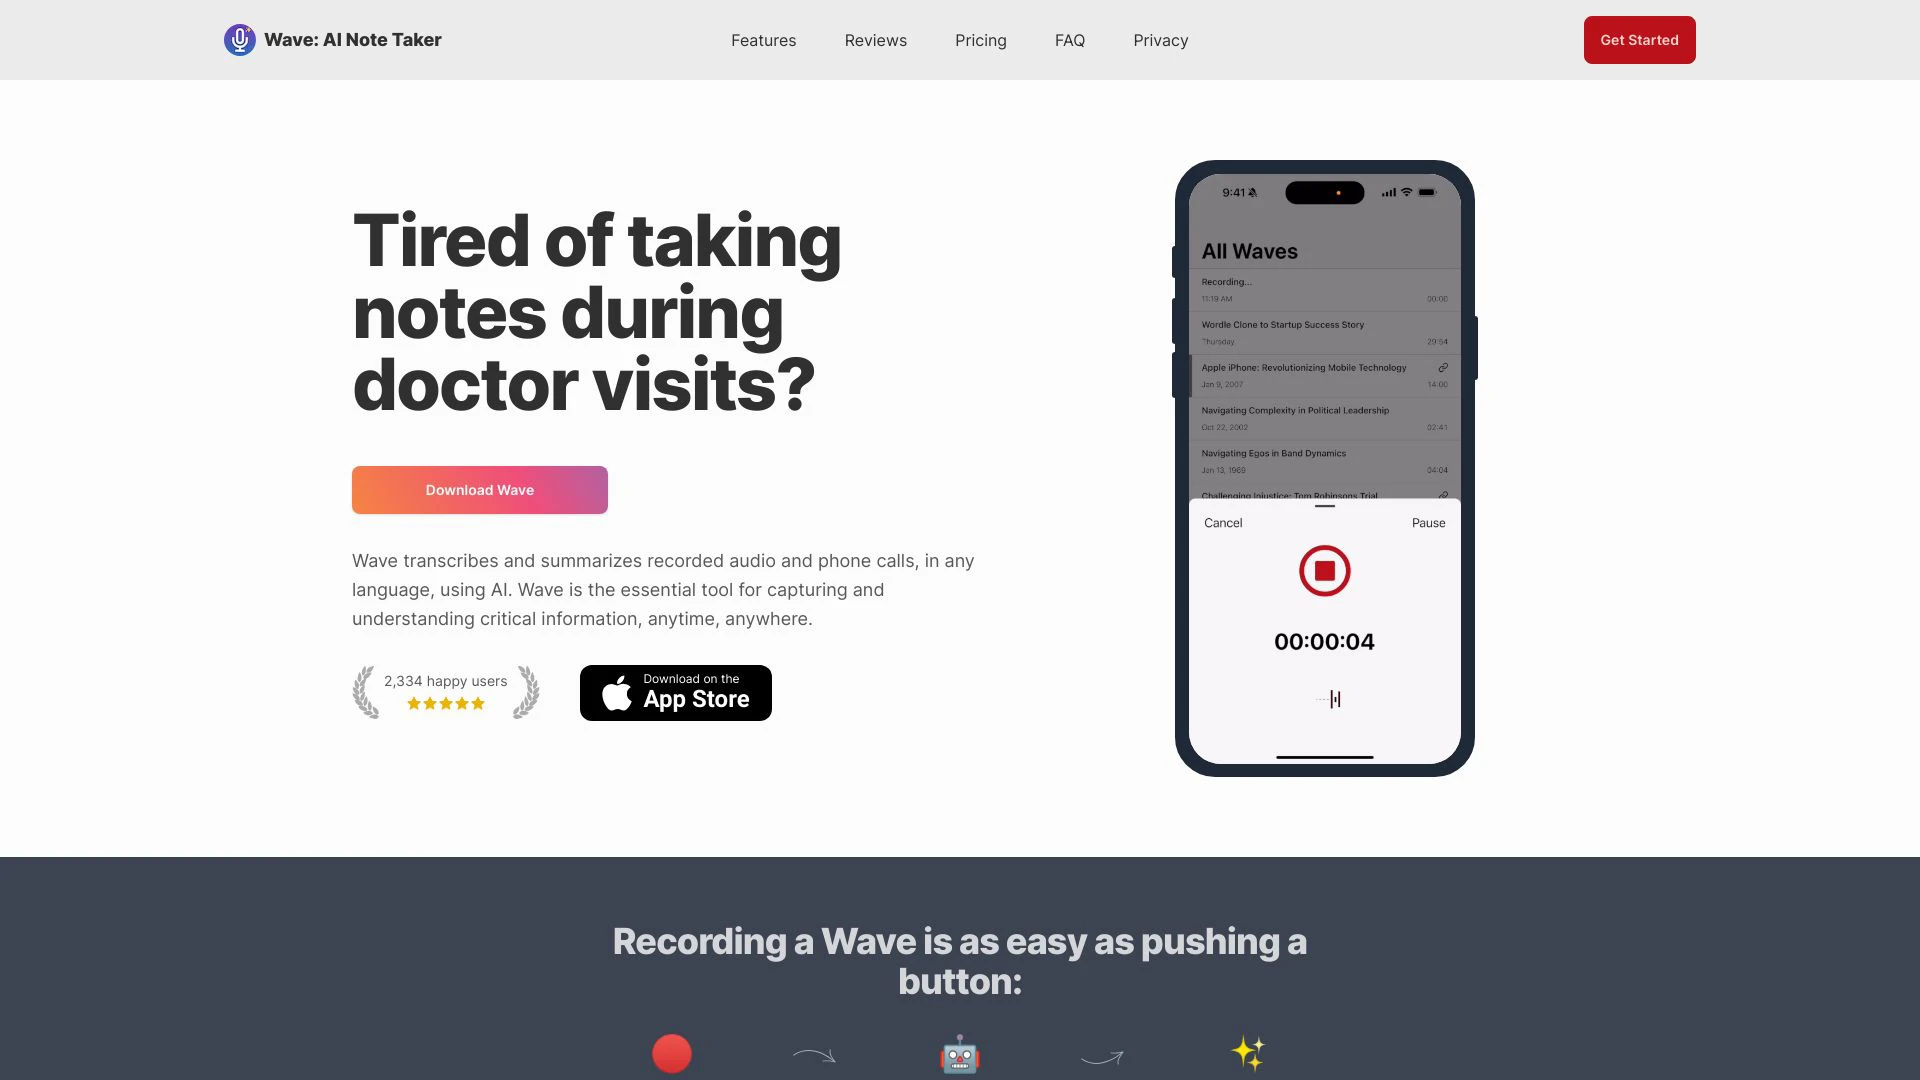 Wave: AI Note Taker
Features
Reviews
Pricing
FAQ
Privacy
Get Started
Tired of taking
notes during
doctor visits?
Download Wave
Wave transcribes and summarizes recorded audio and phone calls, in any
language, using AI. Wave is the essential tool for capturing and
understanding critical information, anytime, anywhere.
2,334 happy users
Download on the
App Store
9:41
All Waves
Recording...
11:19 AM 00:00
Wordle Clone to Startup Success Story
Thursday 29:54
Apple iPhone: Revolutionizing Mobile Technology
Jan 9, 2007 14:00
Navigating Complexity in Political Leadership
Oct 22, 2002 02:41
Navigating Egos in Band Dynamics
Jan 13, 1969 04:04
Challenging Injustice: Tom Robinsons Trial
Cancel Pause
00:00:04
Recording a Wave is as easy as pushing a
button: